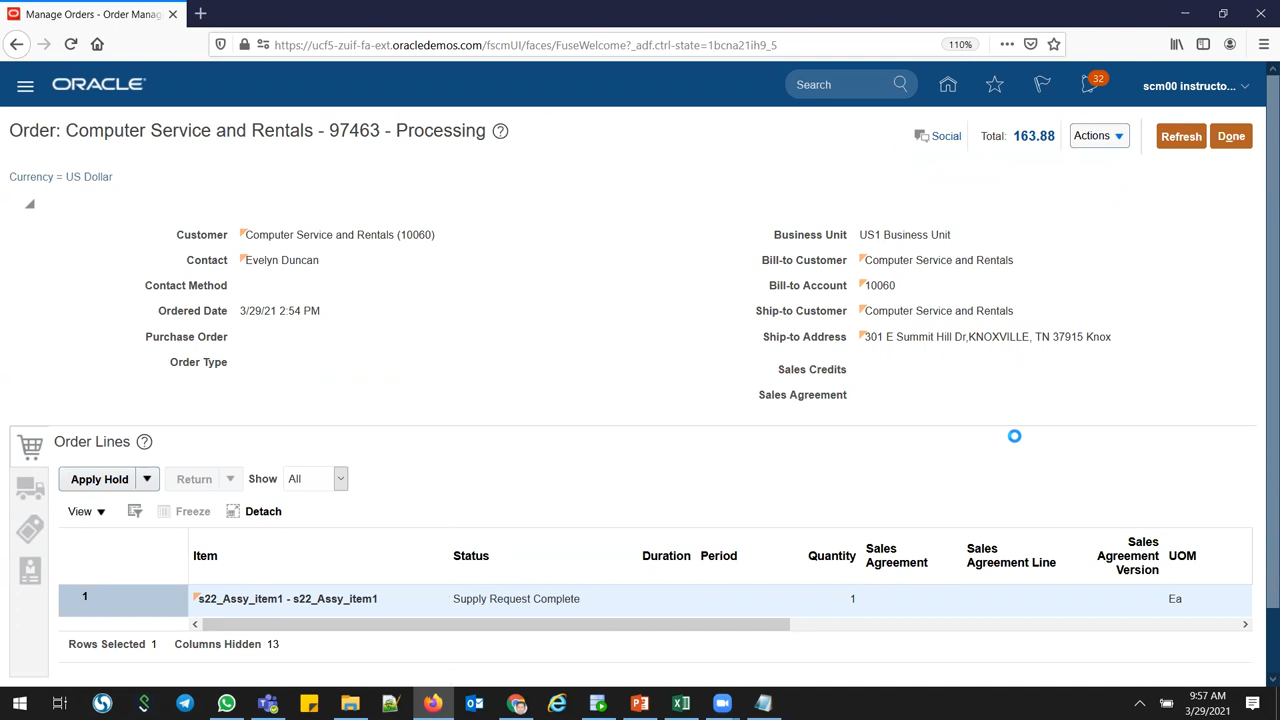 Manage Orders - Order Manag
https://ucf5-zuif-fa-ext.oracledemos.com/fscmUI/faces/FuseWelcome?_adf.ctrl-state=1bcna21ih9_5
110%
ORACLE
Search
32
scm00 instructo...
Order: Computer Service and Rentals - 97463 - Processing
Social
Total: 163.88
Actions
Refresh
Done
Currency = US Dollar
Customer Computer Service and Rentals (10060)
Business Unit US1 Business Unit
Contact Evelyn Duncan
Bill-to Customer Computer Service and Rentals
Contact Method
Bill-to Account 10060
Ordered Date 3/29/21 2:54 PM
Ship-to Customer Computer Service and Rentals
Purchase Order
Ship-to Address 301 E Summit Hill Dr,KNOXVILLE, TN 37915 Knox
Order Type
Sales Credits
Sales Agreement
Order Lines
Apply Hold
Return
Show All
View
Freeze
Detach
Item Status Duration Period Quantity Sales Agreement Sales Agreement Line Sales Agreement Version UOM
1 s22_Assy_item1 - s22_Assy_item1 Supply Request Complete 1 Ea
Rows Selected 1 Columns Hidden 13
9:57 AM
3/29/2021